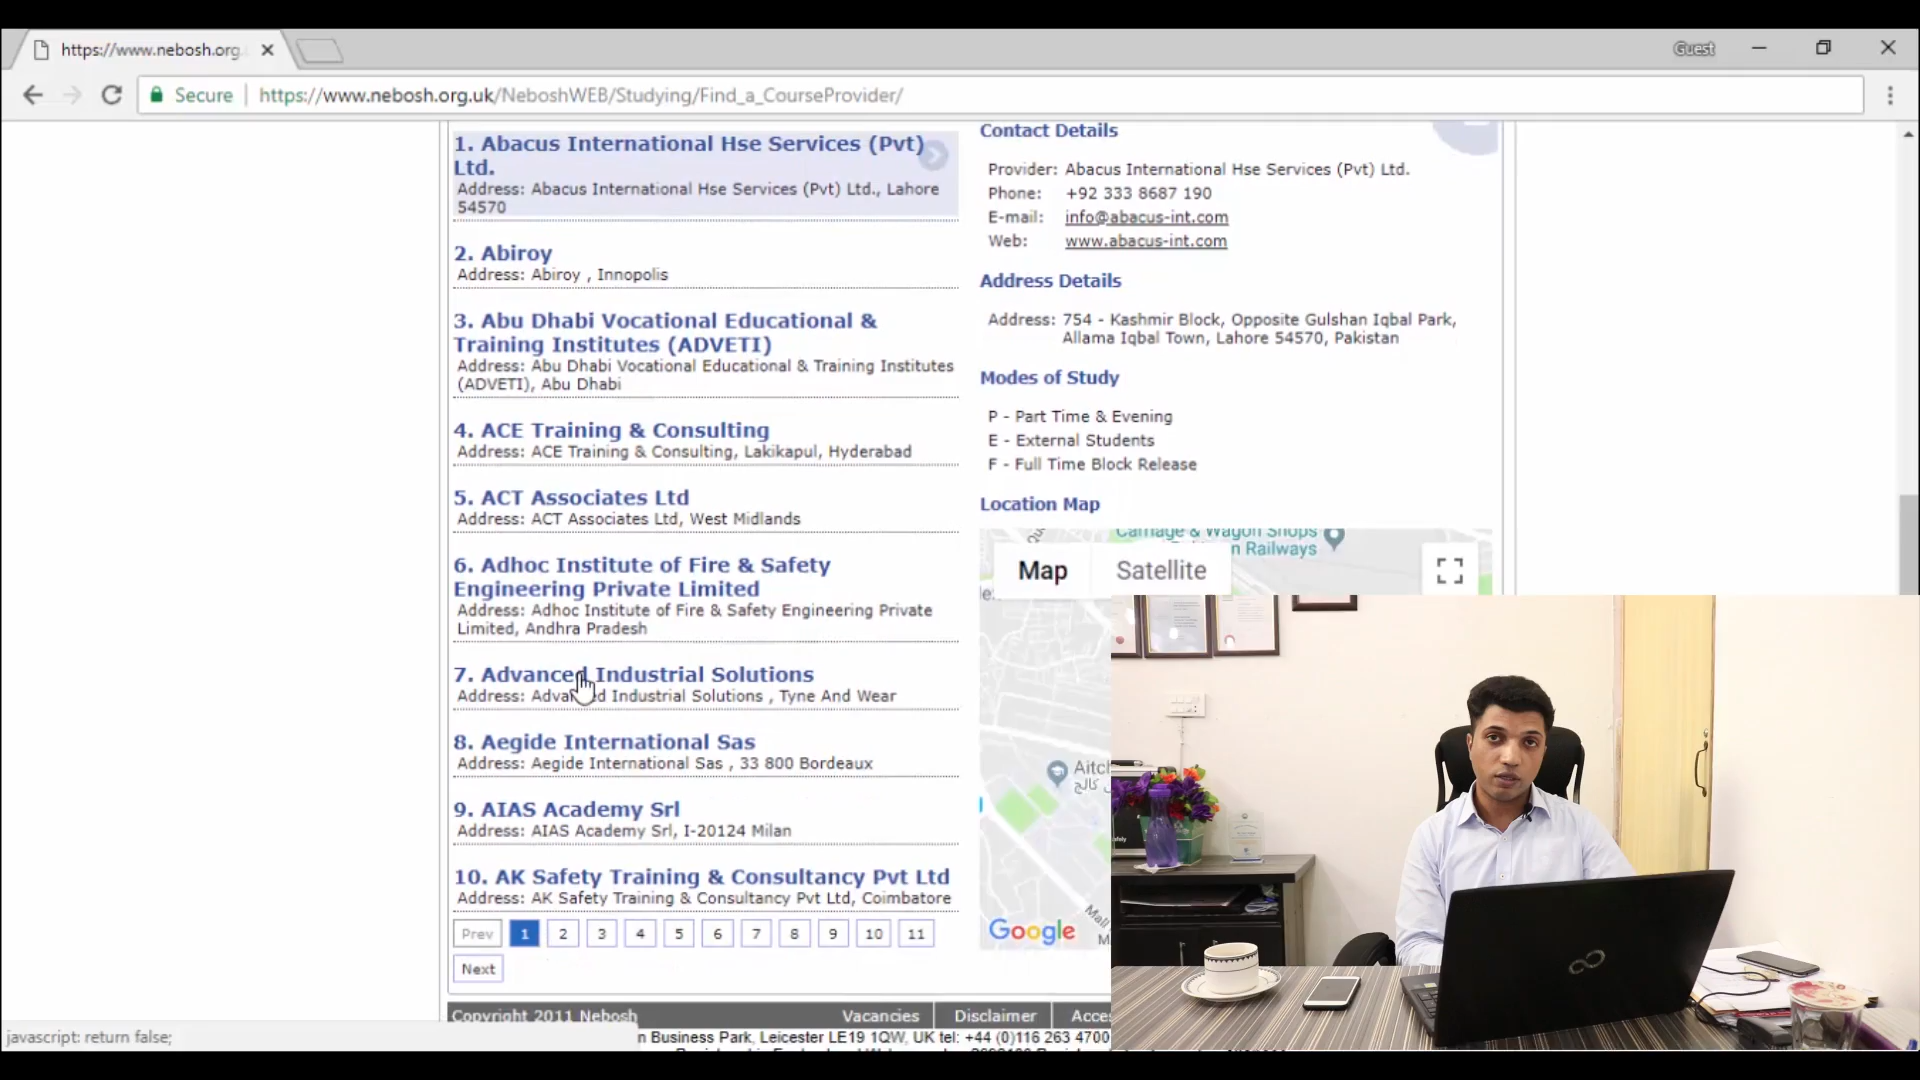 https://www.nebosh.org
Guest
Secure
https://www.nebosh.org.uk/NeboshWEB/Studying/Find_a_CourseProvider/
1. Abacus International Hse Services (Pvt)
Ltd.
Address: Abacus International Hse Services (Pvt) Ltd., Lahore
54570
2. Abiroy
Address: Abiroy , Innopolis
3. Abu Dhabi Vocational Educational &
Training Institutes (ADVETI)
Address: Abu Dhabi Vocational Educational & Training Institutes
(ADVETI), Abu Dhabi
4. ACE Training & Consulting
Address: ACE Training & Consulting, Lakikapul, Hyderabad
5. ACT Associates Ltd
Address: ACT Associates Ltd, West Midlands
6. Adhoc Institute of Fire & Safety
Engineering Private Limited
Address: Adhoc Institute of Fire & Safety Engineering Private
Limited, Andhra Pradesh
7. Advanced Industrial Solutions
Address: Advanced Industrial Solutions , Tyne And Wear
8. Aegide International Sas
Address: Aegide International Sas , 33 800 Bordeaux
9. AIAS Academy Srl
Address: AIAS Academy Srl, I-20124 Milan
10. AK Safety Training & Consultancy Pvt Ltd
Address: AK Safety Training & Consultancy Pvt Ltd, Coimbatore
Prev 1 2 3 4 5 6 7 8 9 10 11
Next
Contact Details
Provider: Abacus International Hse Services (Pvt) Ltd.
Phone: +92 333 8687 190
E-mail: info@abacus-int.com
Web: www.abacus-int.com
Address Details
Address: 754 - Kashmir Block, Opposite Gulshan Iqbal Park,
Allama Iqbal Town, Lahore 54570, Pakistan
Modes of Study
P - Part Time & Evening
E - External Students
F - Full Time Block Release
Location Map
Carriage & Wagon Shops
n Railways
Map Satellite
Aitc
كالج
Google
Copyright 2011 Nebosh Vacancies Disclaimer Acce
n Business Park, Leicester LE19 1QW, UK tel: +44 (0)116 263 4700
javascript: return false;